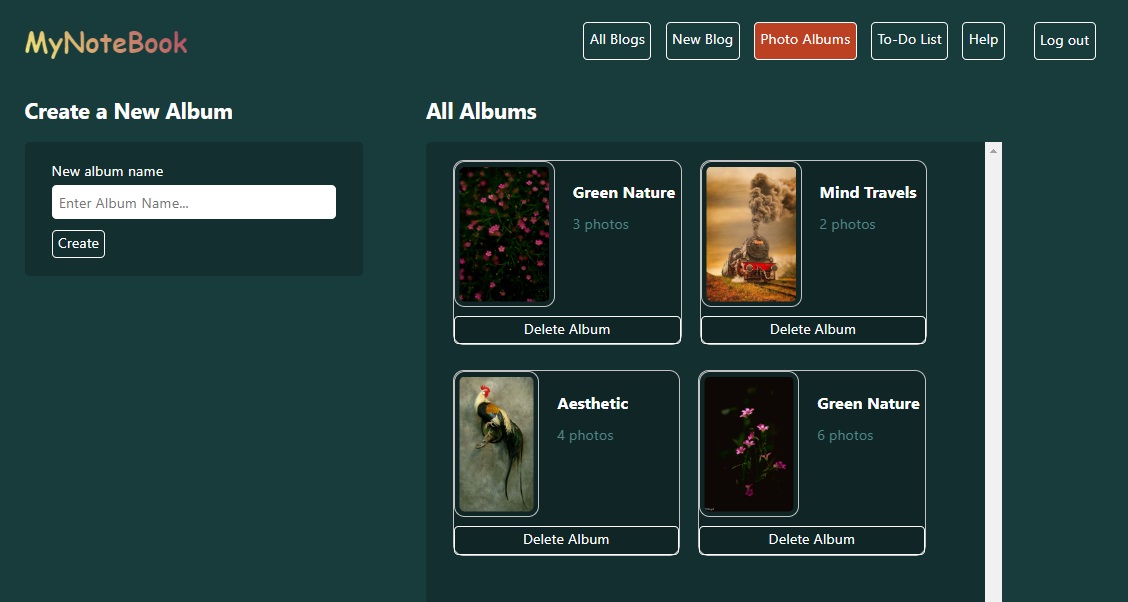 MyNoteBook
All Blogs
New Blog
Photo Albums
To-Do List
Help
Log out
Create a New Album
New album name
Enter Album Name...
Create
All Albums
Green Nature
3 photos
Delete Album
Mind Travels
2 photos
Delete Album
Aesthetic
4 photos
Delete Album
Green Nature
6 photos
Delete Album